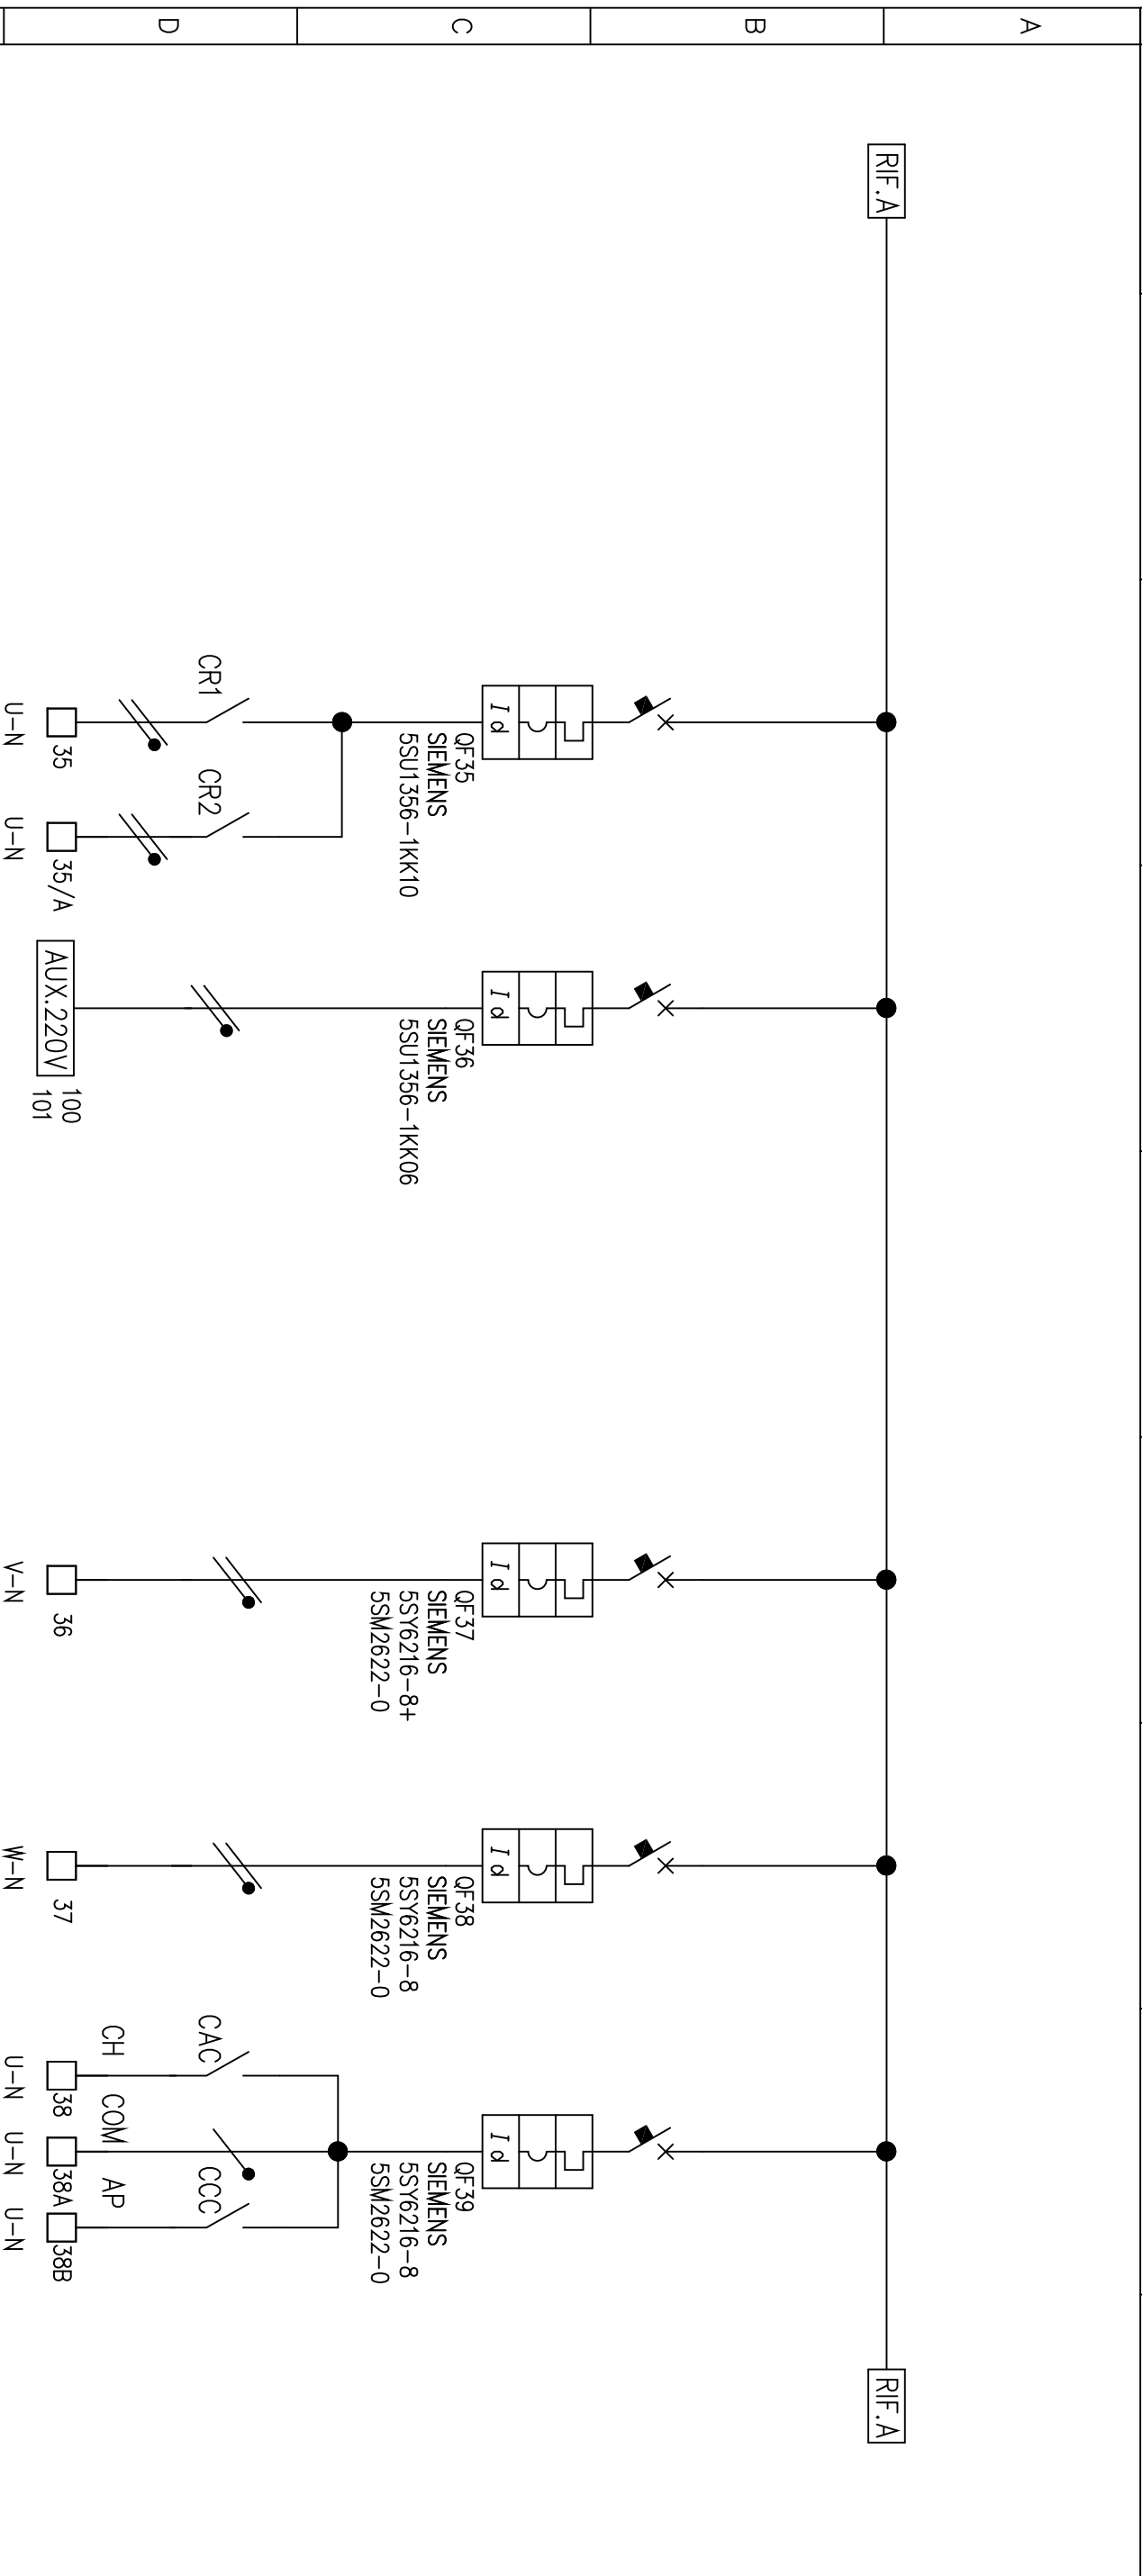 A
B
C
D
RIF.A
RIF.A
QF35
SIEMENS
5SU1356-1KK10
QF36
SIEMENS
5SU1356-1KK06
QF37
SIEMENS
5SY6216-8+
5SM2622-0
QF38
SIEMENS
5SY6216-8
5SM2622-0
QF39
SIEMENS
5SY6216-8
5SM2622-0
I d
I d
I d
I d
I d
CR1
CR2
CAC
CCC
CH
COM
AP
35
35/A
AUX.220V
100
101
36
37
38
38A
38B
U-N
U-N
V-N
W-N
U-N
U-N
U-N